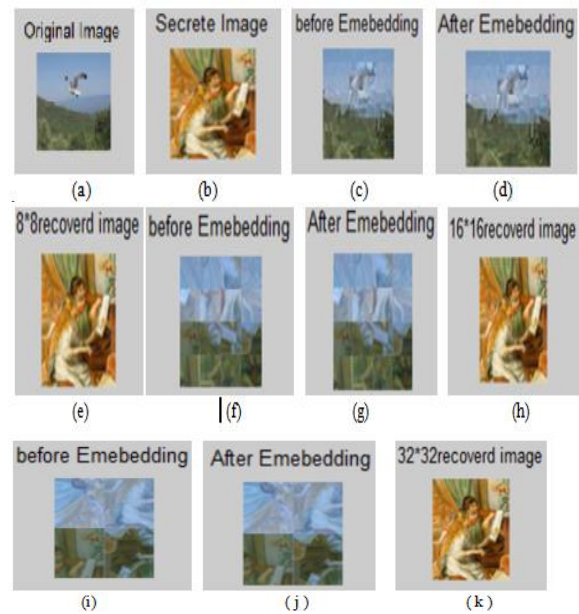 Original Image
Secrete Image
before Emebedding
After Emebedding
(a)
(b)
(c)
(d)
8*8recoverd image
before Emebedding
After Emebedding
16*16recoverd image
(e)
(f)
(g)
(h)
before Emebedding
After Emebedding
32*32recoverd image
(i)
( j )
( k )